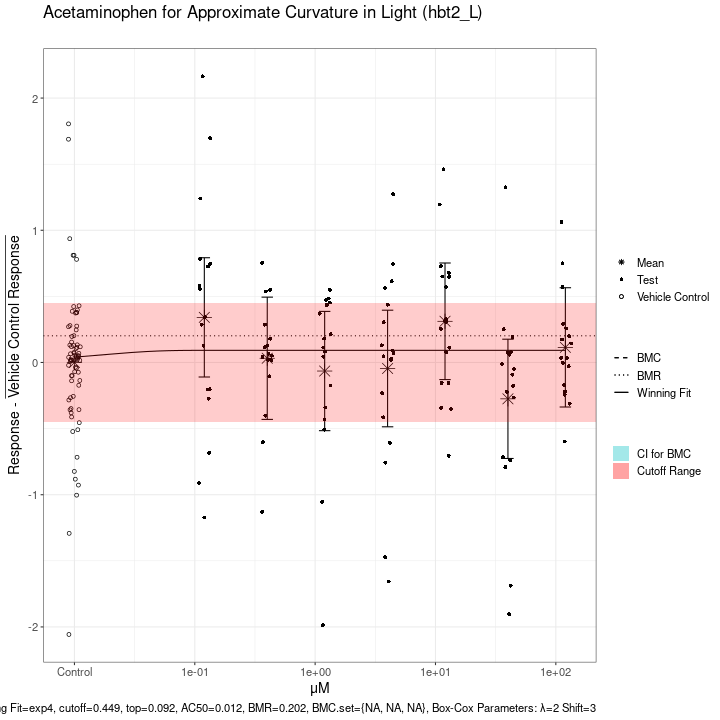 Acetaminophen for Approximate Curvature in Light (hbt2_L)
Response - Vehicle Control Response
2
1
0
-1
-2
Control
1e-01
1e+00
1e+01
1e+02
µM
Mean
Test
Vehicle Control
BMC
BMR
Winning Fit
CI for BMC
Cutoff Range
g Fit=exp4, cutoff=0.449, top=0.092, AC50=0.012, BMR=0.202, BMC.set={NA, NA, NA}, Box-Cox Parameters: λ=2 Shift=3